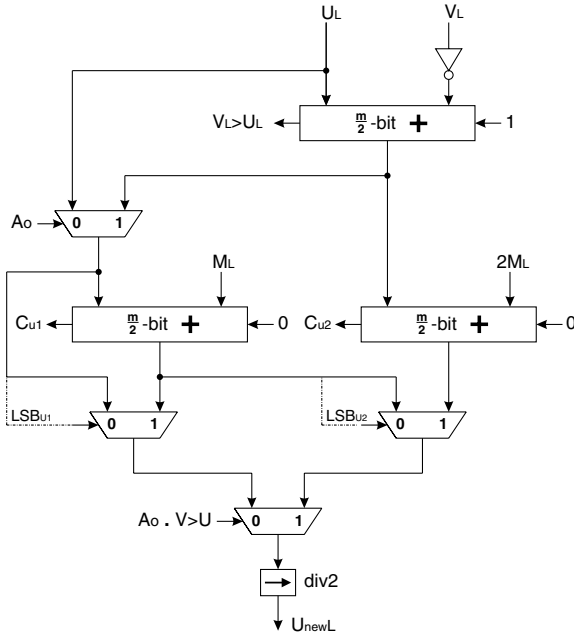 UL VL
VL>UL m/2 -bit + 1
Ao 0 1
ML 2ML
Cu1 m/2 -bit + 0 Cu2 m/2 -bit + 0
LSBU1 0 1 LSBU2 0 1
Ao . V>U 0 1
div2
UnewL